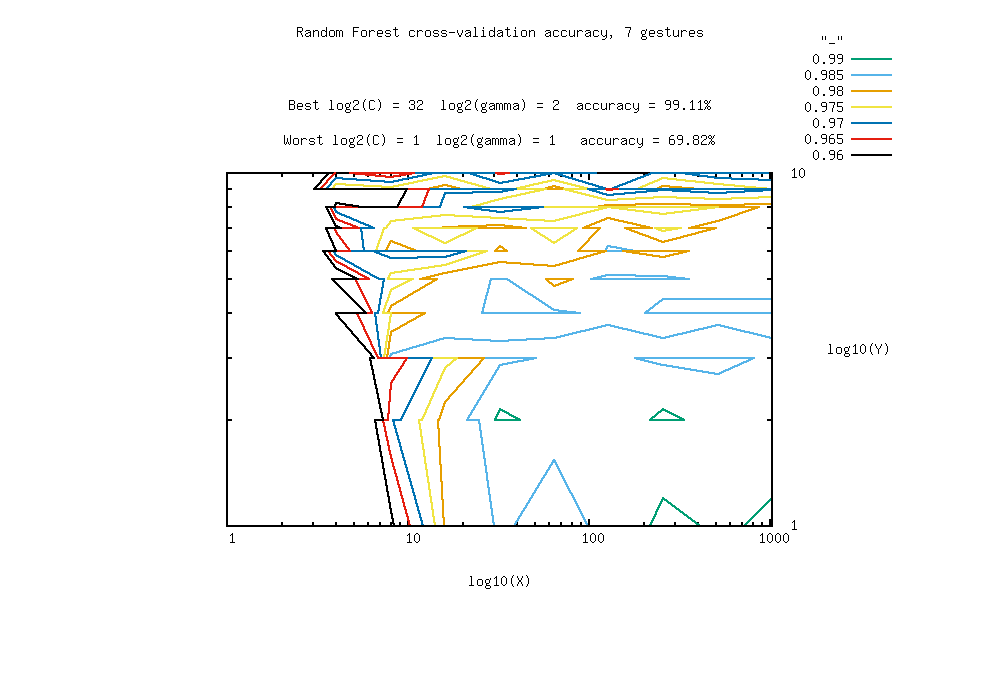 Random Forest cross-validation accuracy, 7 gestures
"_"
0.99
0.985
Best log2(C) = 32  log2(gamma) = 2  accuracy = 99.11%
0.98
0.975
0.97
Worst log2(C) = 1  log2(gamma) = 1   accuracy = 69.82%
0.965
0.96
10
log10(Y)
1
1 10 100 1000
log10(X)